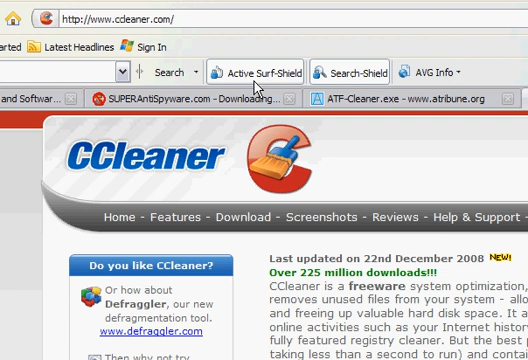 http://www.ccleaner.com/
arted Latest Headlines Sign In
Search Active Surf-Shield Search-Shield AVG Info
and Softwar... SUPERAntiSpyware.com - Downloading... ATF-Cleaner.exe - www.atribune.org
CCleaner
Home - Features - Download - Screenshots - Reviews - Help & Support -
Last updated on 22nd December 2008 NEW!
Do you like CCleaner?
Over 225 million downloads!!!
CCleaner is a freeware system optimization,
Or how about
removes unused files from your system - allo
Defraggler, our new
and freeing up valuable hard disk space. It a
defragmentation tool.
online activities such as your Internet histor
www.defraggler.com
fully featured registry cleaner. But the best p
Then why not try
taking less than a second to run) and conta